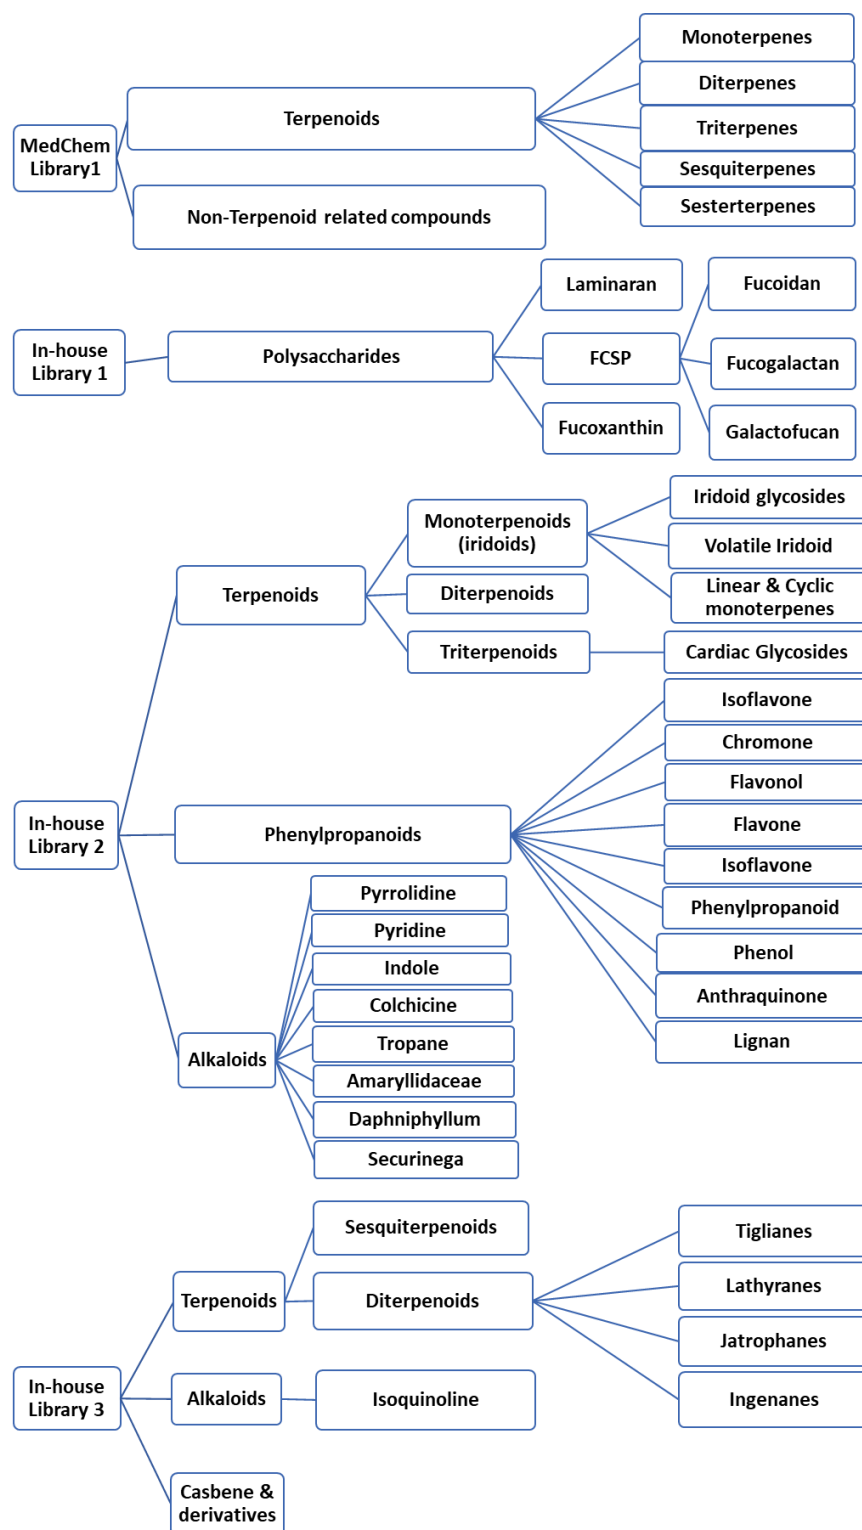 MedChem
Library1
Terpenoids
Non-Terpenoid related compounds
Monoterpenes
Diterpenes
Triterpenes
Sesquiterpenes
Sesterterpenes
In-house
Library 1
Polysaccharides
Laminaran
FCSP
Fucoxanthin
Fucoidan
Fucogalactan
Galactofucan
In-house
Library 2
Terpenoids
Monoterpenoids
(iridoids)
Diterpenoids
Triterpenoids
Iridoid glycosides
Volatile Iridoid
Linear & Cyclic
monoterpenes
Cardiac Glycosides
Phenylpropanoids
Isoflavone
Chromone
Flavonol
Flavone
Isoflavone
Phenylpropanoid
Phenol
Anthraquinone
Lignan
Alkaloids
Pyrrolidine
Pyridine
Indole
Colchicine
Tropane
Amaryllidaceae
Daphniphyllum
Securinega
In-house
Library 3
Terpenoids
Sesquiterpenoids
Diterpenoids
Tiglianes
Lathyranes
Jatrophanes
Ingenanes
Alkaloids
Isoquinoline
Casbene &
derivatives